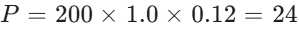 P = 200 × 1.0 × 0.12 = 24